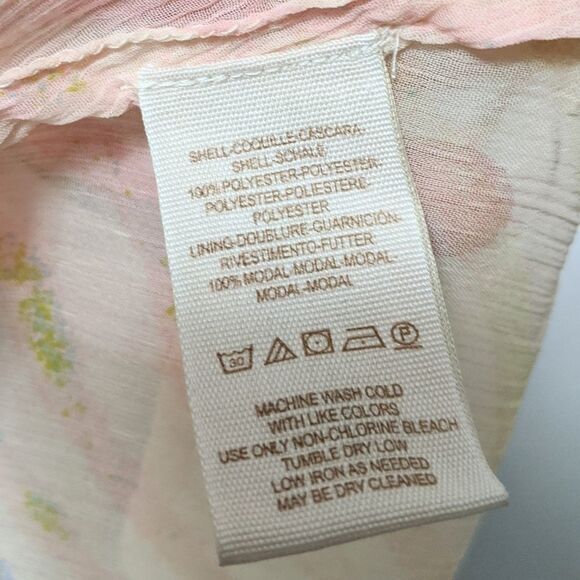 SHELL-COQUILLE-CASCARA-
SHELL-SCHALE
100% POLYESTER-POLYESTER-
POLYESTER-POLIESTERE-
POLYESTER
LINING-DOUBLURE-GUARNICIÓN-
RIVESTIMENTO-FUTTER
100% MODAL-MODAL-MODAL-
MODAL-MODAL
30
P
MACHINE WASH COLD
WITH LIKE COLORS
USE ONLY NON-CHLORINE BLEACH
TUMBLE DRY LOW
LOW IRON AS NEEDED
MAY BE DRY CLEANED